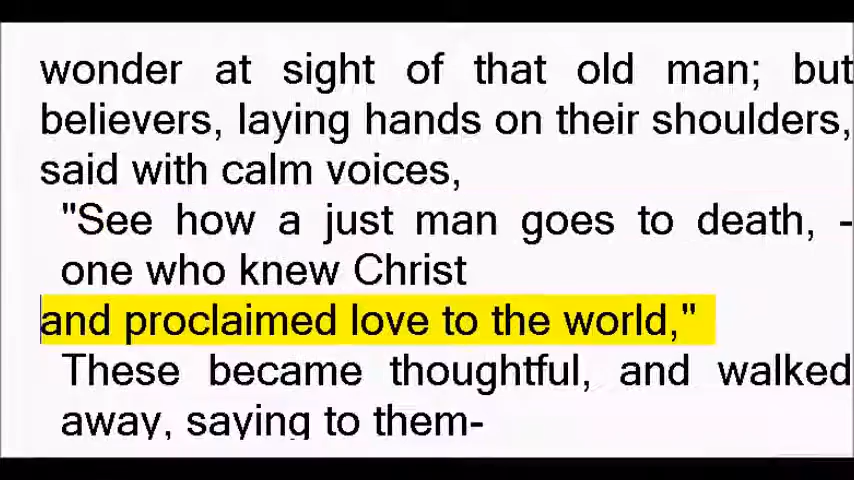 wonder at sight of that old man; but
believers, laying hands on their shoulders,
said with calm voices,
"See how a just man goes to death, -
one who knew Christ
and proclaimed love to the world,"
These became thoughtful, and walked
away, saying to them-